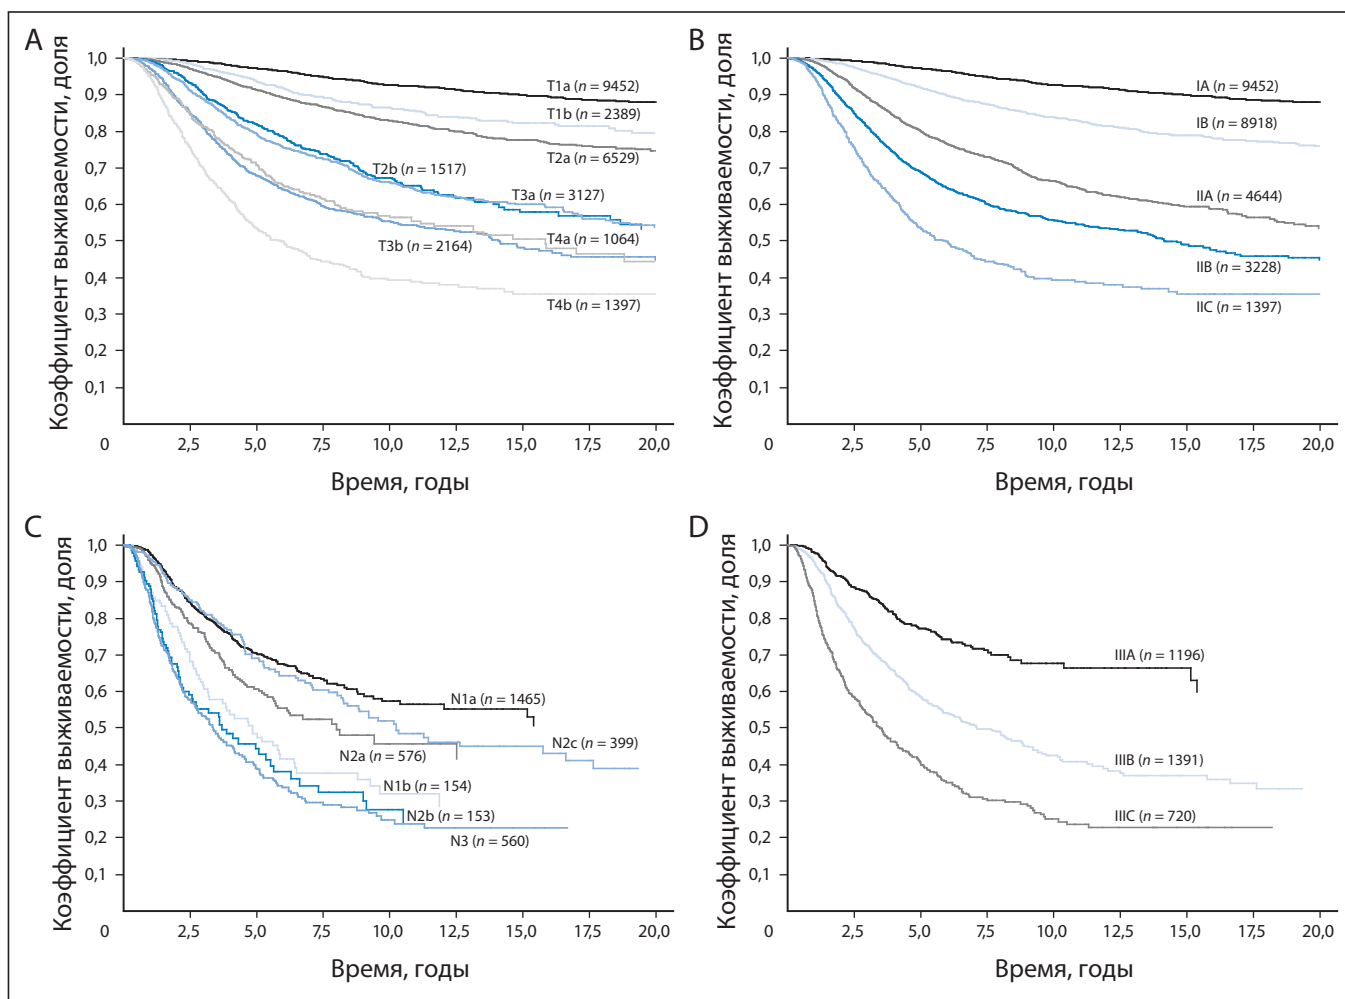 A
Коэффициент выживаемости, доля
1,0
0,9
0,8
0,7
0,6
0,5
0,4
0,3
0,2
0,1
0
2,5
5,0
7,5
10,0
12,5
15,0
17,5
20,0
Время, годы
T1a (n = 9452)
T1b (n = 2389)
T2a (n = 6529)
T2b (n = 1517)
T3a (n = 3127)
T4a (n = 1064)
T3b (n = 2164)
T4b (n = 1397)
B
Коэффициент выживаемости, доля
1,0
0,9
0,8
0,7
0,6
0,5
0,4
0,3
0,2
0,1
0
2,5
5,0
7,5
10,0
12,5
15,0
17,5
20,0
Время, годы
IA (n = 9452)
IB (n = 8918)
IIA (n = 4644)
IIB (n = 3228)
IIC (n = 1397)
C
Коэффициент выживаемости, доля
1,0
0,9
0,8
0,7
0,6
0,5
0,4
0,3
0,2
0,1
0
2,5
5,0
7,5
10,0
12,5
15,0
17,5
20,0
Время, годы
N1a (n = 1465)
N2c (n = 399)
N2a (n = 576)
N1b (n = 154)
N2b (n = 153)
N3 (n = 560)
D
Коэффициент выживаемости, доля
1,0
0,9
0,8
0,7
0,6
0,5
0,4
0,3
0,2
0,1
0
2,5
5,0
7,5
10,0
12,5
15,0
17,5
20,0
Время, годы
IIIA (n = 1196)
IIIB (n = 1391)
IIIC (n = 720)